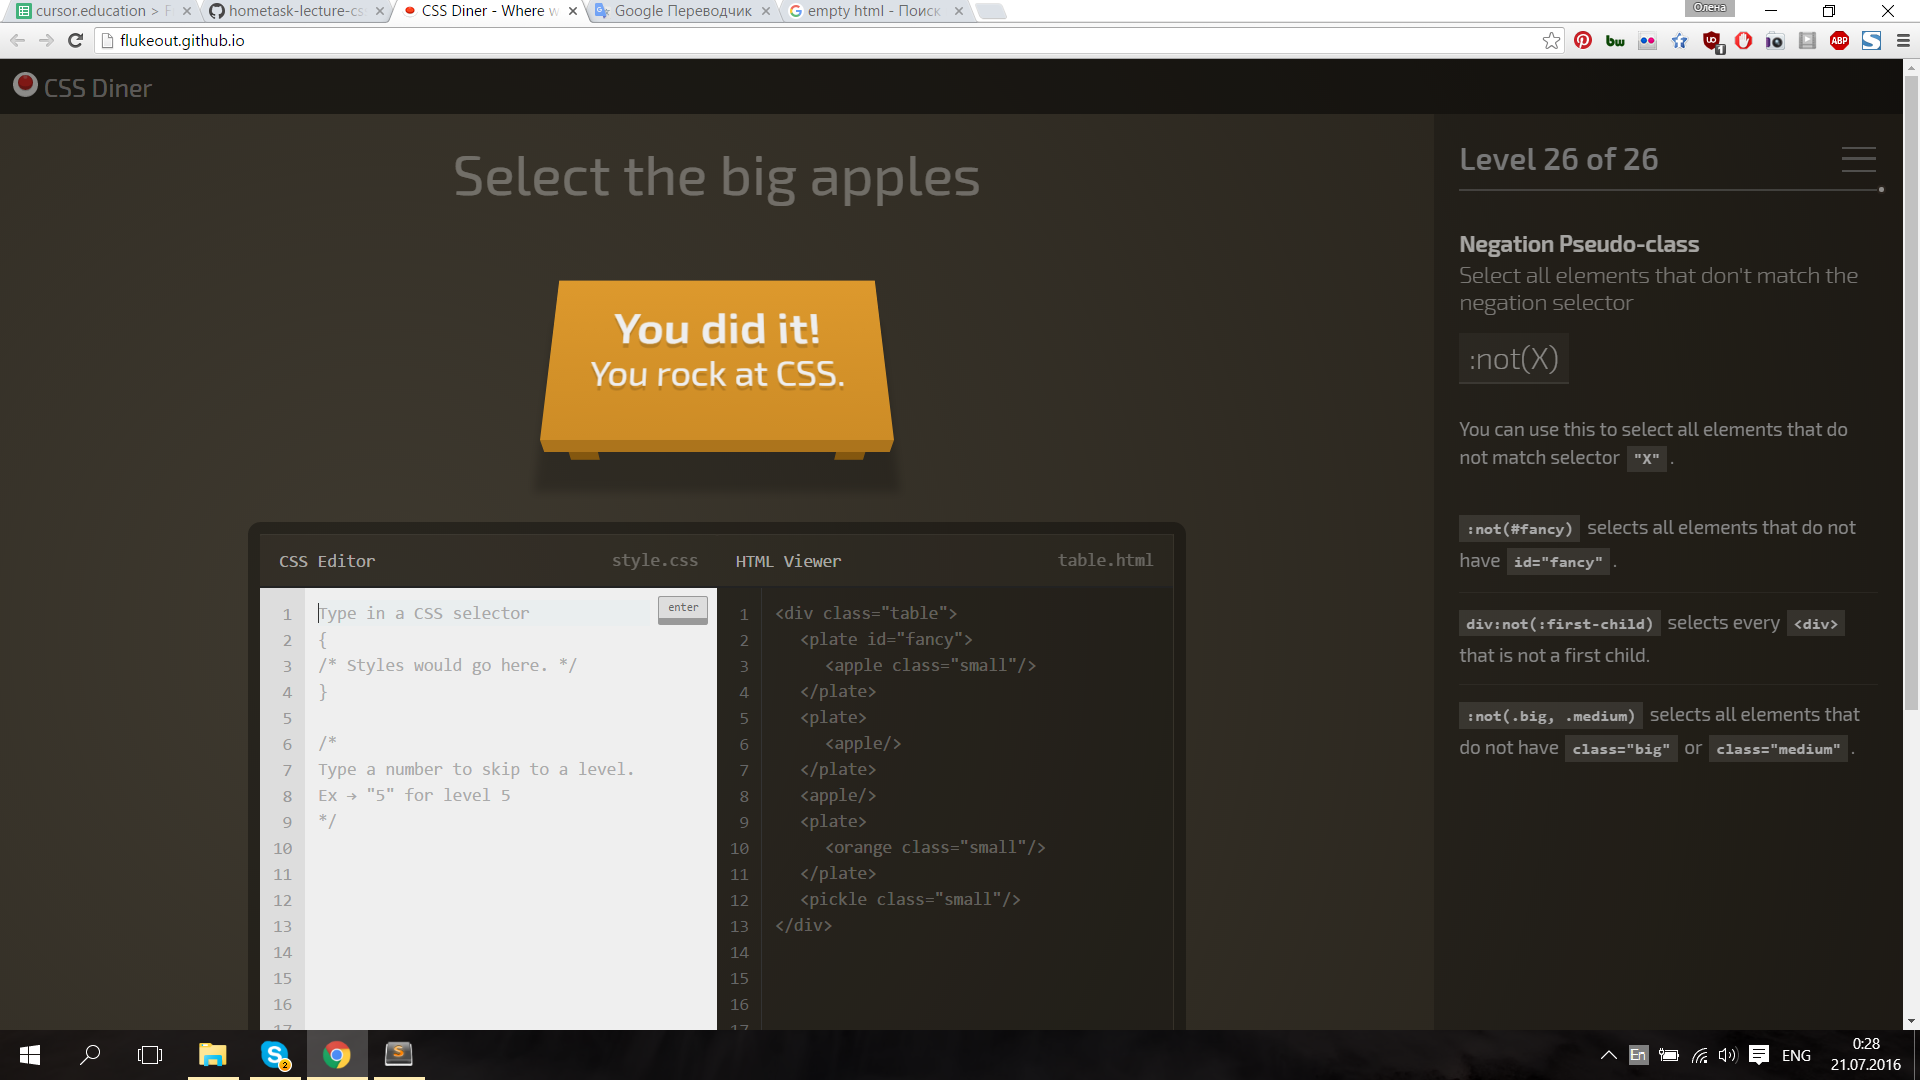 cursor.education > F
hometask-lecture-cs
CSS Diner - Where w
Google Переводчик
empty html - Поиск
Олена
flukeout.github.io
bw
UO
1
ABP
S
CSS Diner
Select the big apples
You did it!
You rock at CSS.
Level 26 of 26
Negation Pseudo-class
Select all elements that don't match the
negation selector
:not(X)
You can use this to select all elements that do
not match selector "X" .
:not(#fancy) selects all elements that do not
have id="fancy" .
div:not(:first-child) selects every <div>
that is not a first child.
:not(.big, .medium) selects all elements that
do not have class="big" or class="medium" .
CSS Editor style.css
1 Type in a CSS selector enter
2 {
3 /* Styles would go here. */
4 }
5
6 /*
7 Type a number to skip to a level.
8 Ex → "5" for level 5
9 */
10
11
12
13
14
15
16
17
HTML Viewer table.html
1 <div class="table">
2 <plate id="fancy">
3 <apple class="small"/>
4 </plate>
5 <plate>
6 <apple/>
7 </plate>
8 <apple/>
9 <plate>
10 <orange class="small"/>
11 </plate>
12 <pickle class="small"/>
13 </div>
14
15
16
17
S
2
S
En
ENG
0:28
21.07.2016